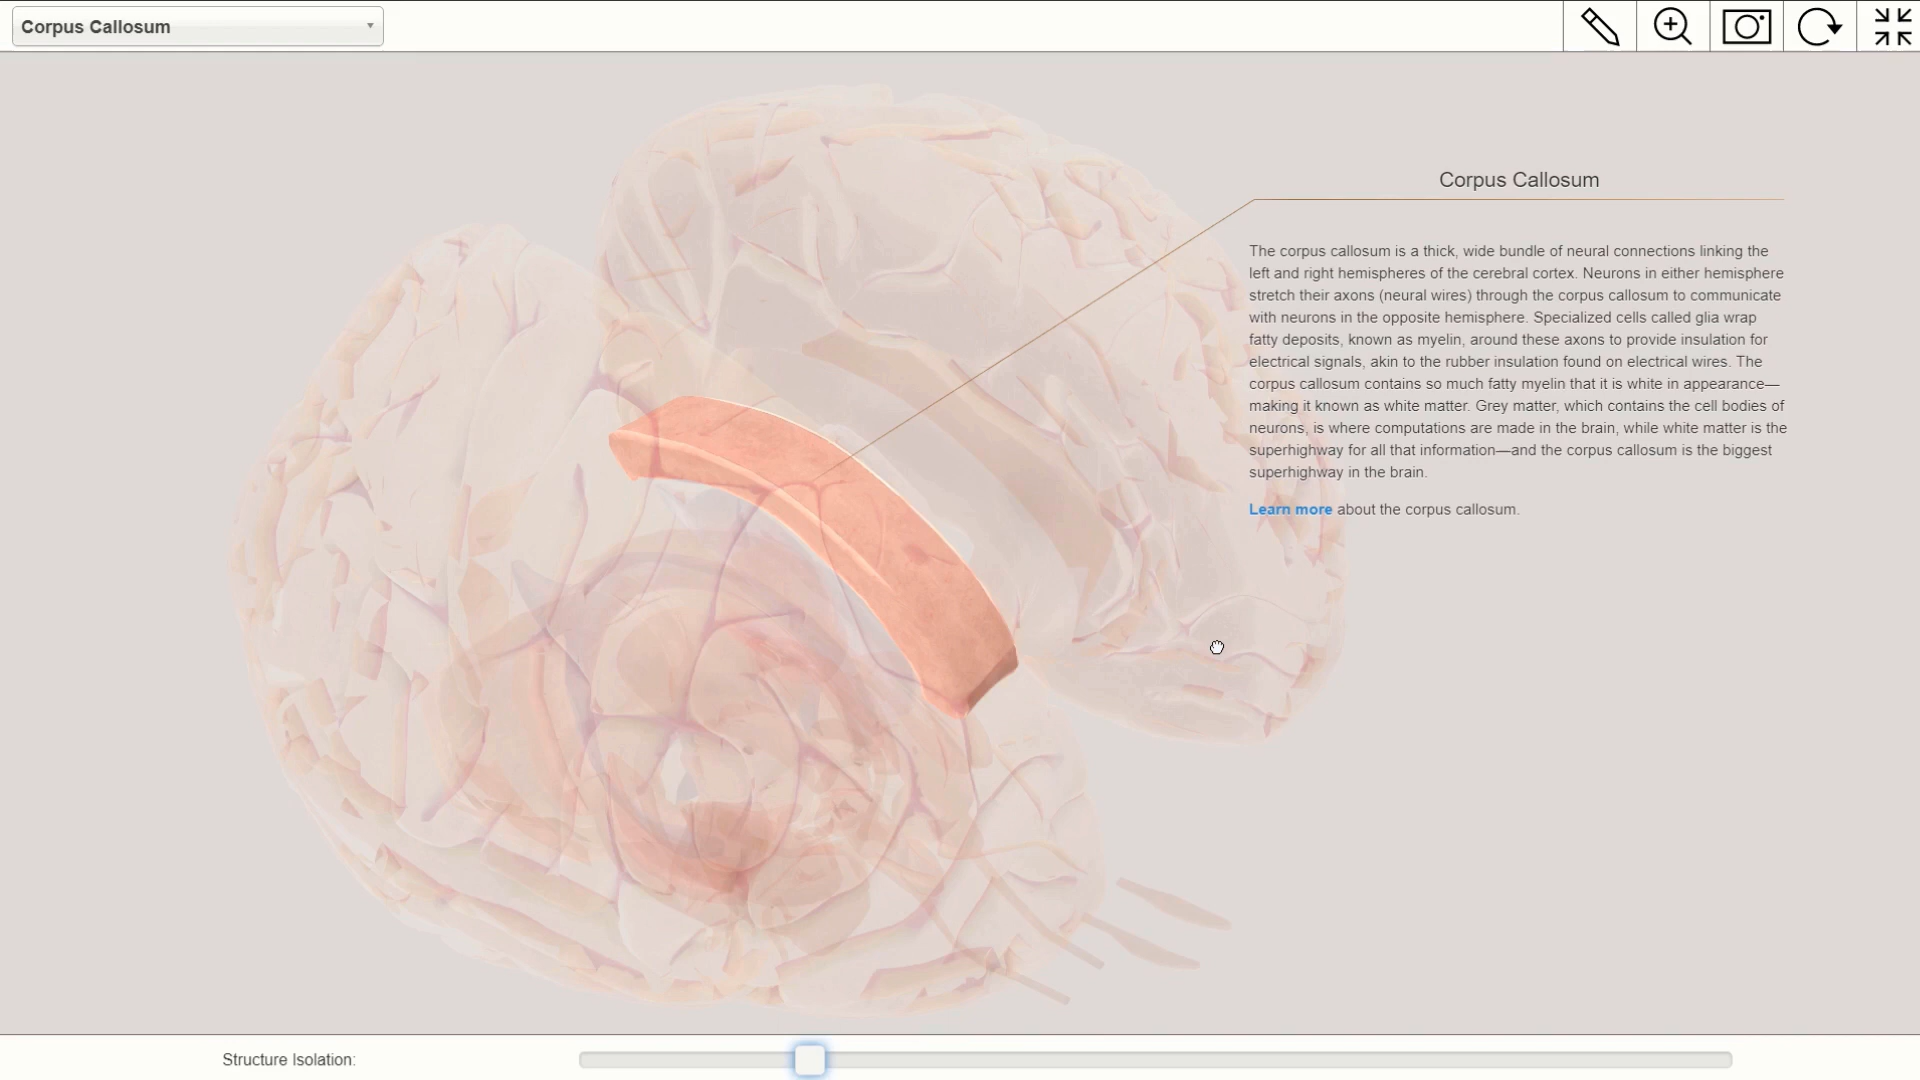 Corpus Callosum
Corpus Callosum
The corpus callosum is a thick, wide bundle of neural connections linking the
left and right hemispheres of the cerebral cortex. Neurons in either hemisphere
stretch their axons (neural wires) through the corpus callosum to communicate
with neurons in the opposite hemisphere. Specialized cells called glia wrap
fatty deposits, known as myelin, around these axons to provide insulation for
electrical signals, akin to the rubber insulation found on electrical wires. The
corpus callosum contains so much fatty myelin that it is white in appearance—
making it known as white matter. Grey matter, which contains the cell bodies of
neurons, is where computations are made in the brain, while white matter is the
superhighway for all that information—and the corpus callosum is the biggest
superhighway in the brain.
Learn more about the corpus callosum.
Structure Isolation: